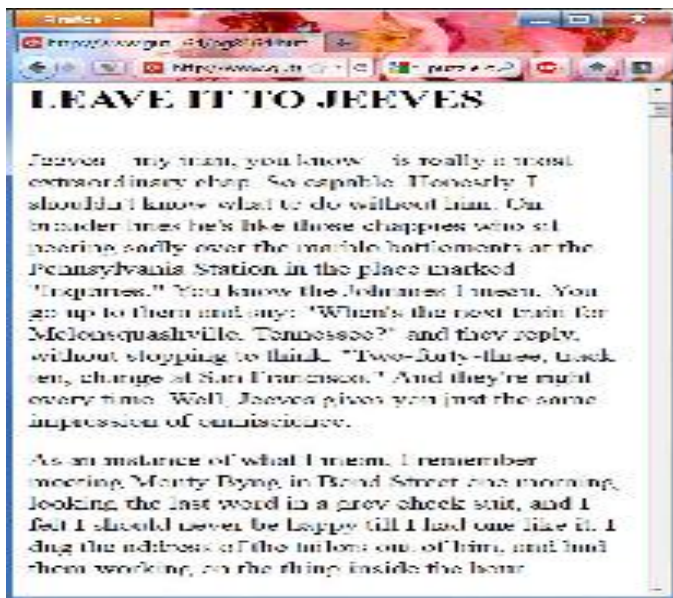 Firefox
LEAVE IT TO JEEVES
Jeeves—my man, you know—is really a most
extraordinary chap. So capable. Honestly, I
shouldn't know what to do without him. On
broader lines he's like those chappies who sit
peering sadly over the marble battlements at the
Pennsylvania Station in the place marked
"Inquiries." You know the Johnnies I mean. You
go up to them and say: "When's the next train for
Melonsquashville, Tennessee?" and they reply,
without stopping to think, "Two-forty-three, track
ten, change at San Francisco." And they're right
every time. Well, Jeeves gives you just the same
impression of omniscience.
As an instance of what I mean, I remember
meeting Monty Byng in Bond Street one morning,
looking the last word in a grey check suit, and I
felt I should never be happy till I had one like it. I
dug the address of the tailors out of him, and had
them working on the thing inside the hour.